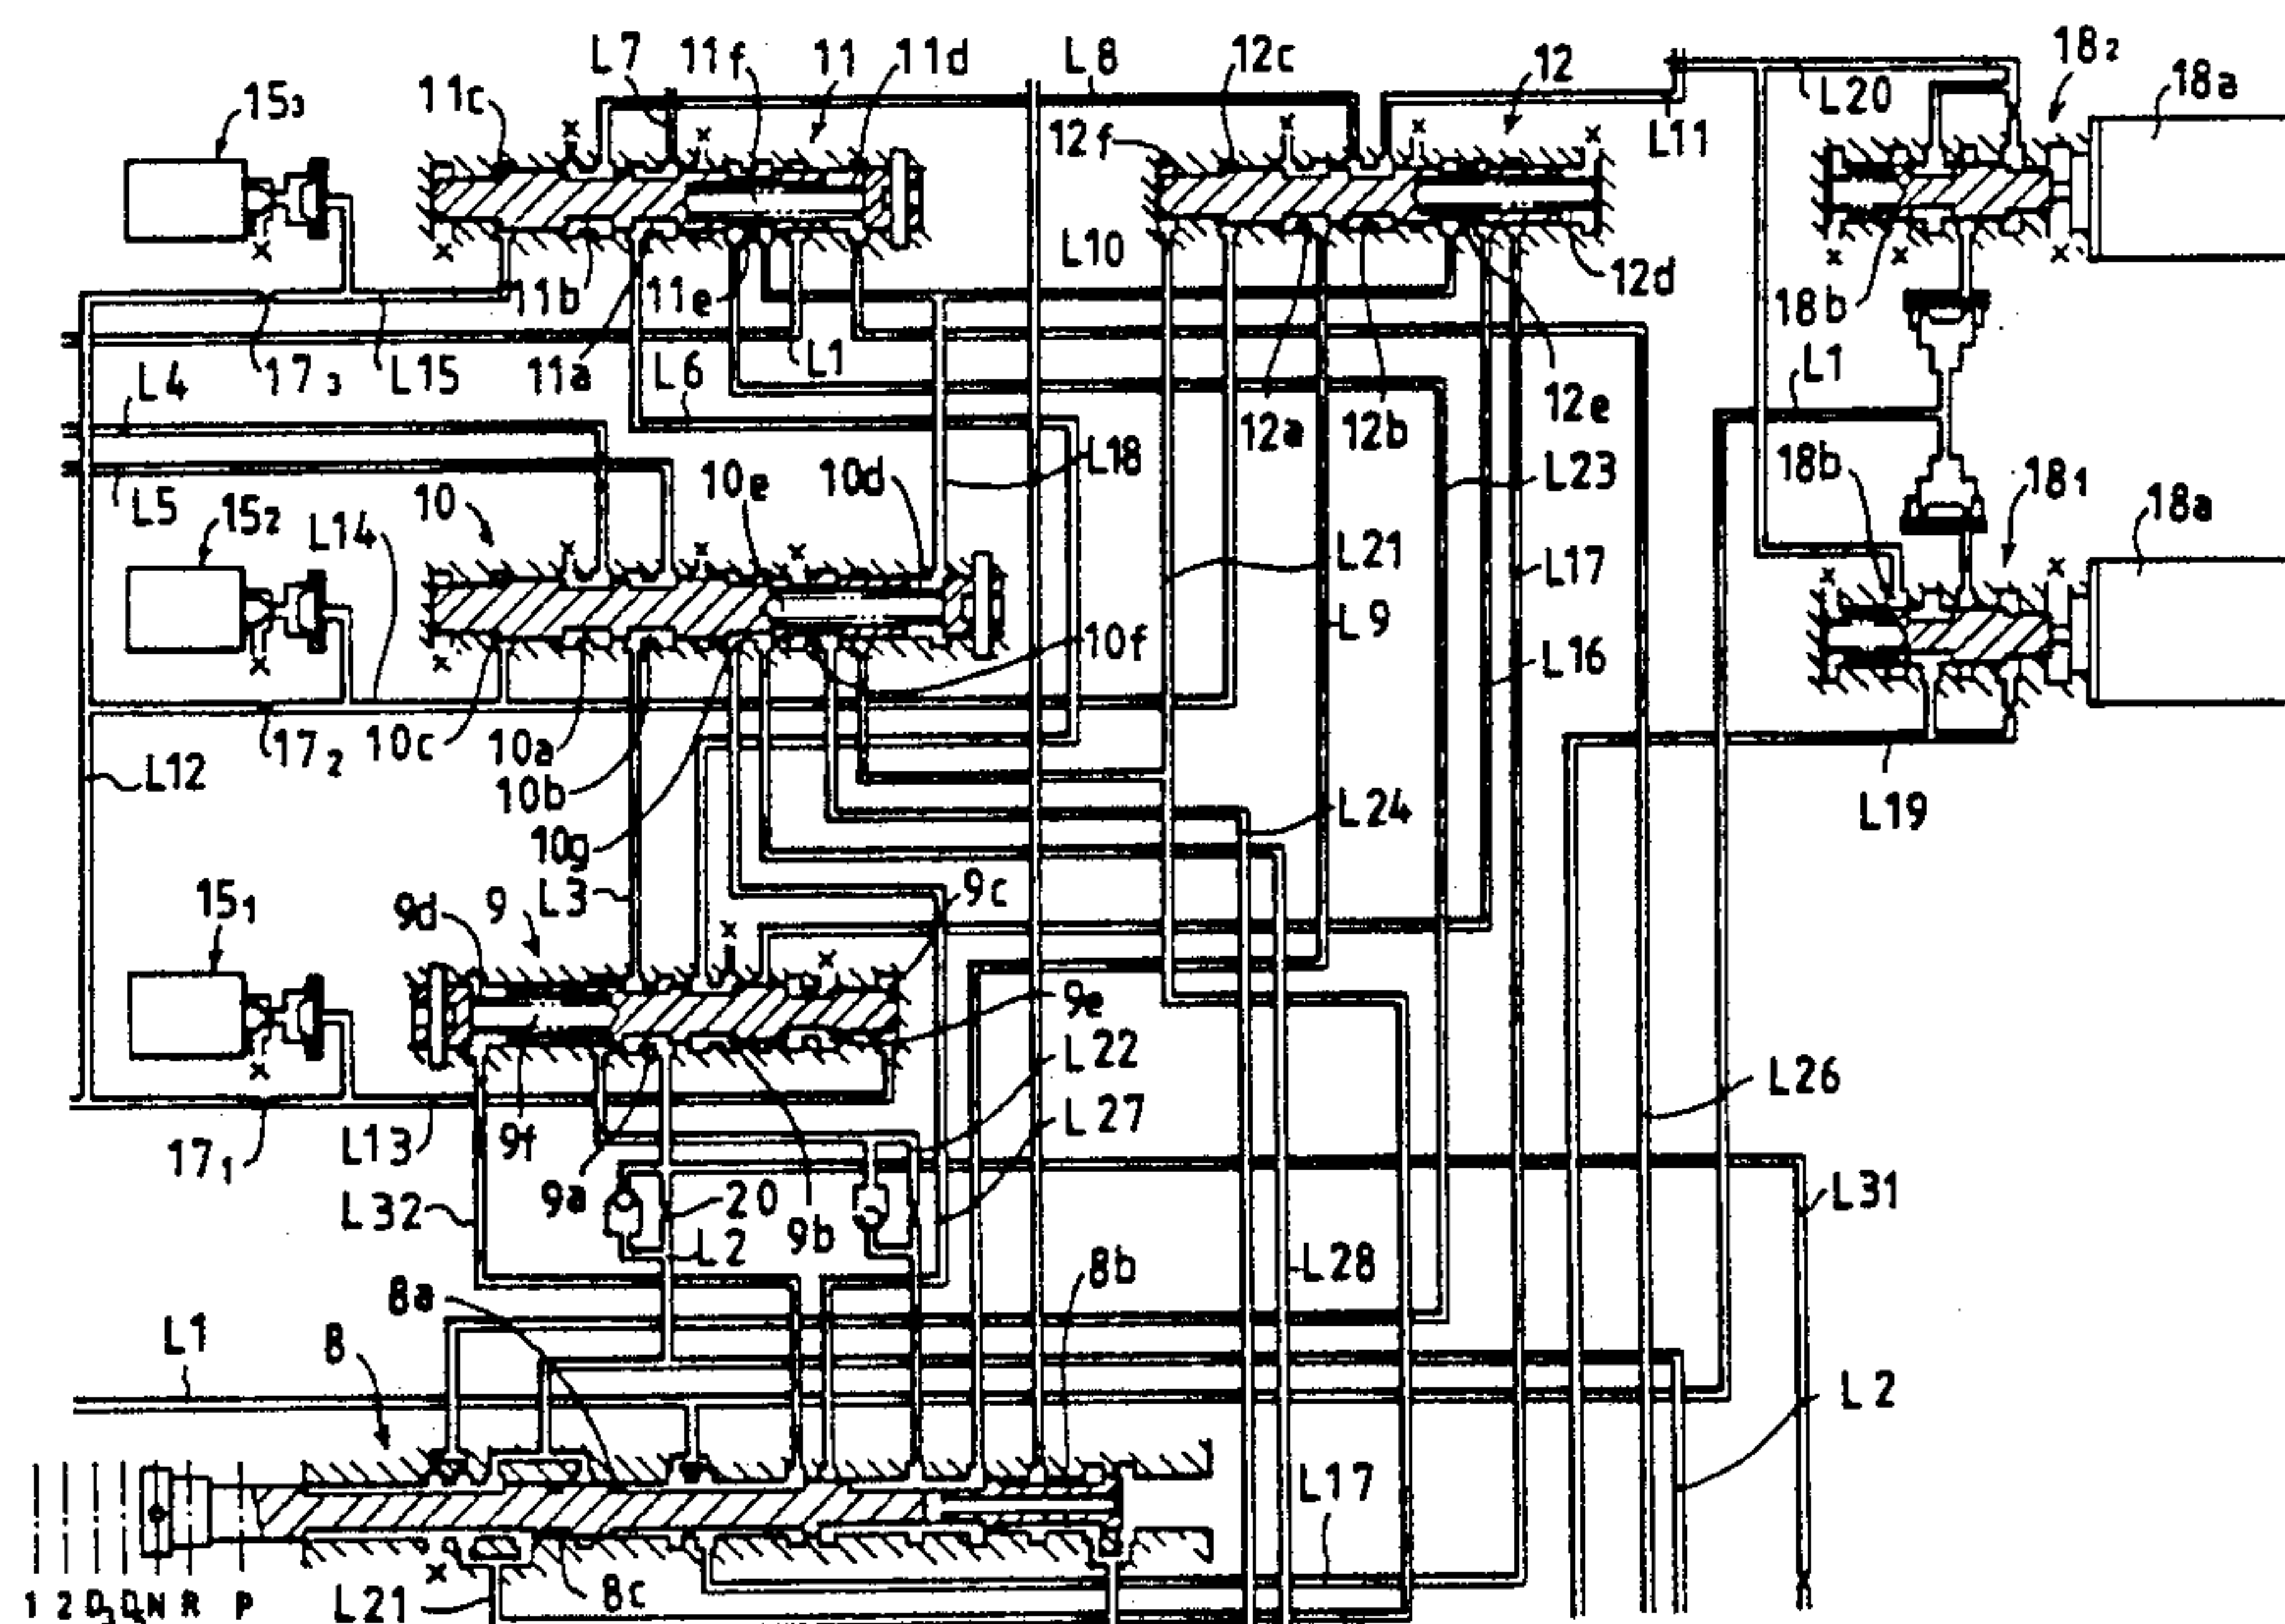 L7 11f 11 11d L8 12c 12 18₂
11c 12f L20 18a
15₃ L11
L10
11b 11e 12d 18b
L4 17₃ L15 11a L6 L1 L1
12a 12b 12e
L18 18b 18₁
L5 15₂ 10 10e 10d L23 18a
L14 L21 L17
L9
10f L16
17₂ 10c 10a
L12 10b L24 L19
10g
15₁ 9d 9 L3 9c
9e
L22
L26
17₁ L13 9f L27
L32 9a 20 9b L31
L2 L28
8a 8b
L1 8
L2
L17
L21 8c
1 2 D₃ N R P